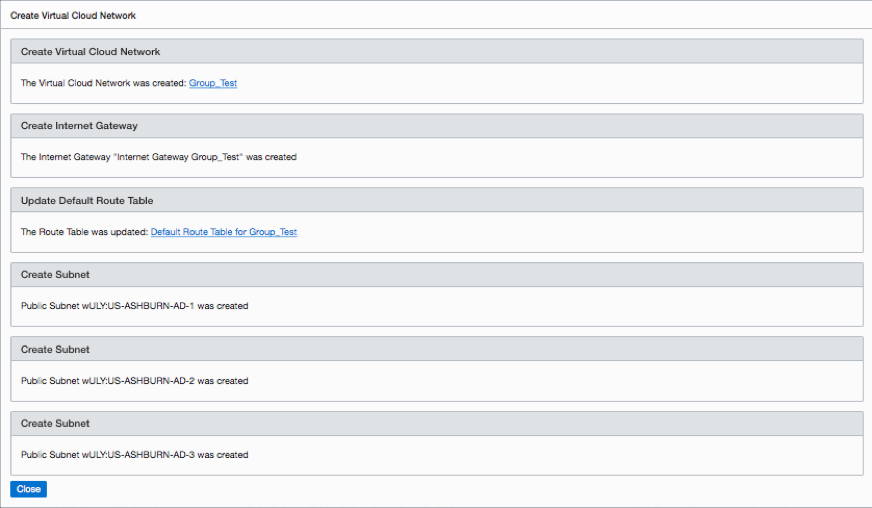 Create Virtual Cloud Network
Create Virtual Cloud Network
The Virtual Cloud Network was created: Group_Test
Create Internet Gateway
The Internet Gateway "Internet Gateway Group_Test" was created
Update Default Route Table
The Route Table was updated: Default Route Table for Group_Test
Create Subnet
Public Subnet wULY:US-ASHBURN-AD-1 was created
Create Subnet
Public Subnet wULY:US-ASHBURN-AD-2 was created
Create Subnet
Public Subnet wULY:US-ASHBURN-AD-3 was created
Close